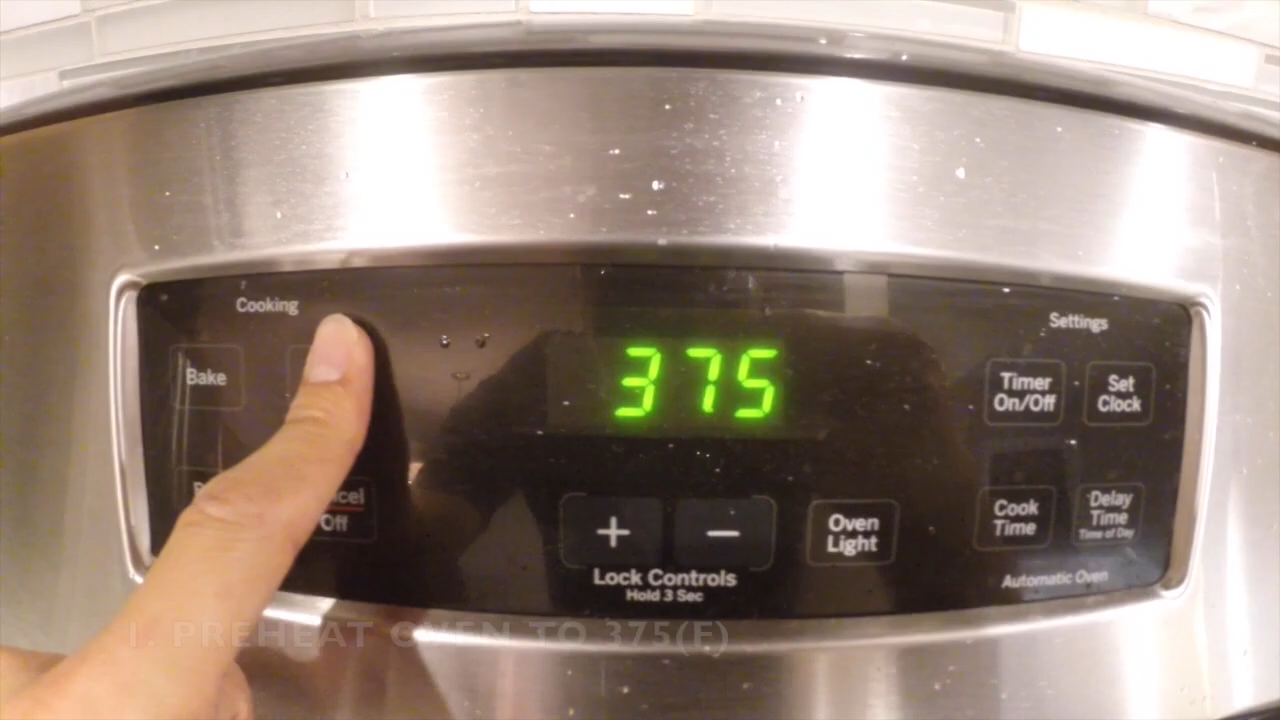 Cooking
Bake
Off
375
+ −
Lock Controls
Hold 3 Sec
Oven
Light
Settings
Timer
On/Off
Set
Clock
Cook
Time
Delay
Time
Time of Day
Automatic Oven
1. PREHEAT OVEN TO 375(F)